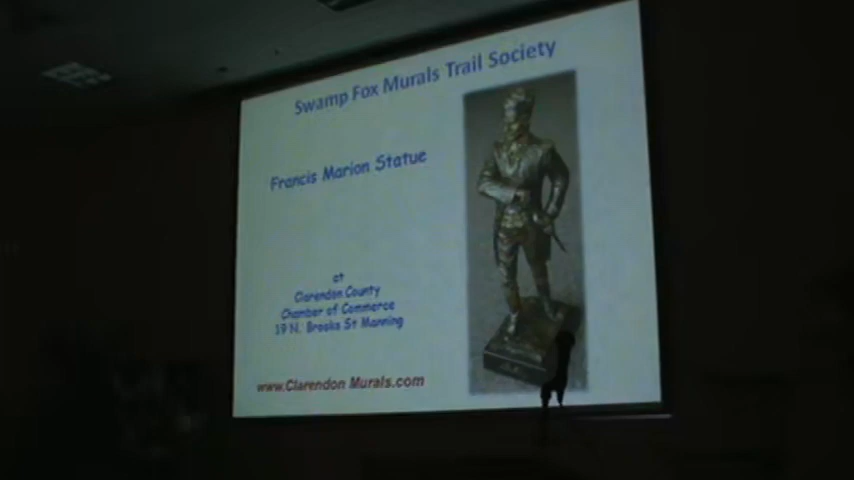 Swamp Fox Murals Trail Society
Francis Marion Statue
at
Clarendon County
Chamber of Commerce
19 N. Brooks St Manning
www.Clarendon Murals.com